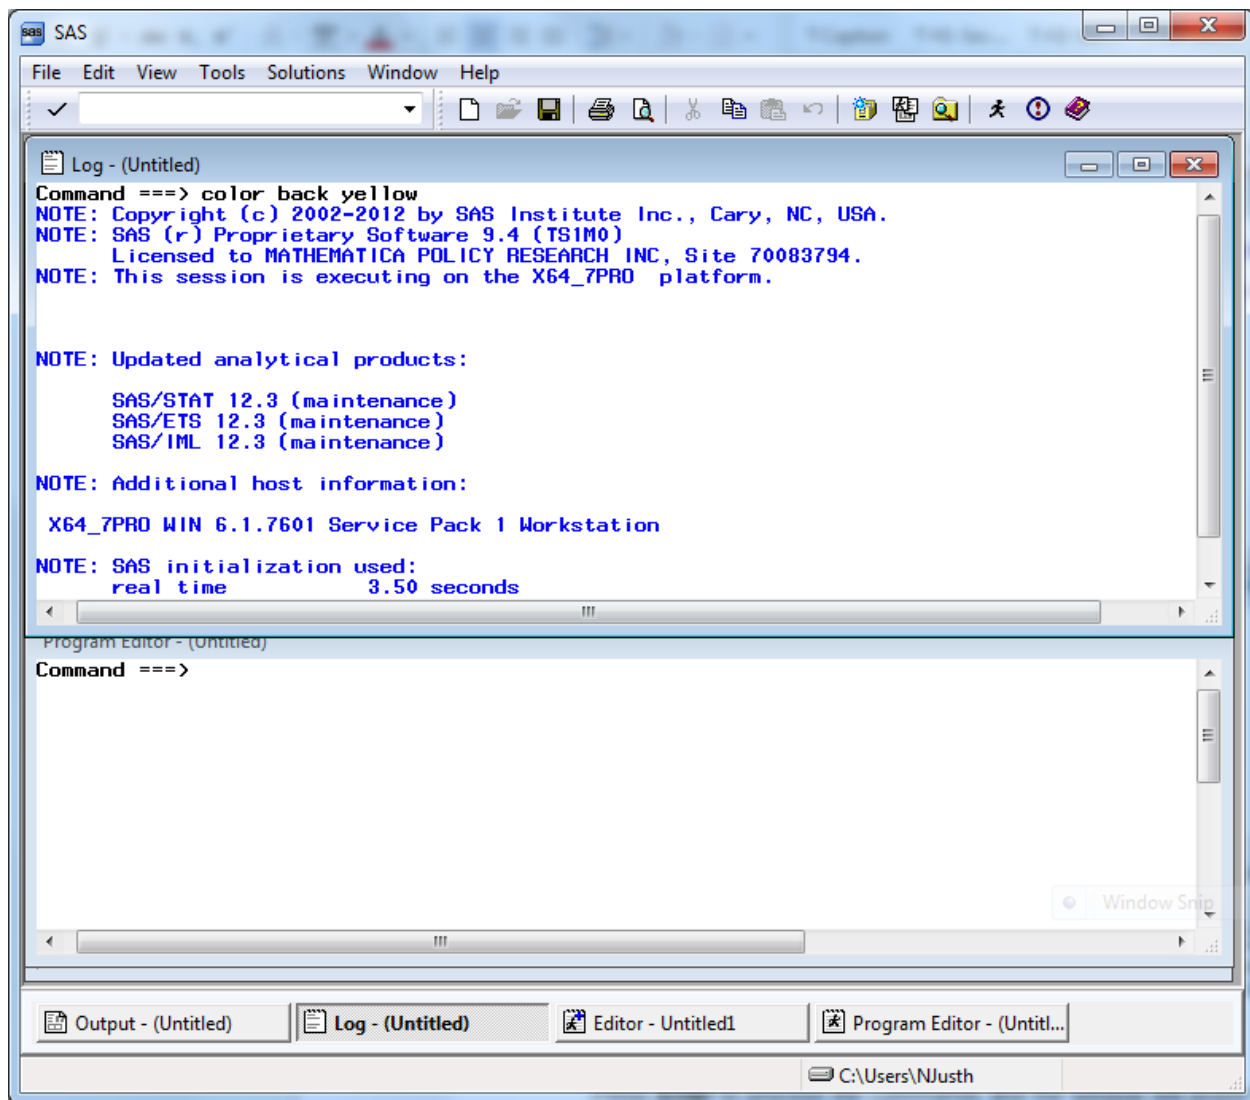 SAS
File Edit View Tools Solutions Window Help
Log - (Untitled)
Command ===> color back yellow
NOTE: Copyright (c) 2002-2012 by SAS Institute Inc., Cary, NC, USA.
NOTE: SAS (r) Proprietary Software 9.4 (TS1M0)
Licensed to MATHEMATICA POLICY RESEARCH INC, Site 70083794.
NOTE: This session is executing on the X64_7PRO  platform.
NOTE: Updated analytical products:
SAS/STAT 12.3 (maintenance)
SAS/ETS 12.3 (maintenance)
SAS/IML 12.3 (maintenance)
NOTE: Additional host information:
X64_7PRO WIN 6.1.7601 Service Pack 1 Workstation
NOTE: SAS initialization used:
real time           3.50 seconds
Program Editor - (Untitled)
Command ===>
Window Snip
Output - (Untitled) Log - (Untitled) Editor - Untitled1 Program Editor - (Untitl...
C:\Users\NJusth